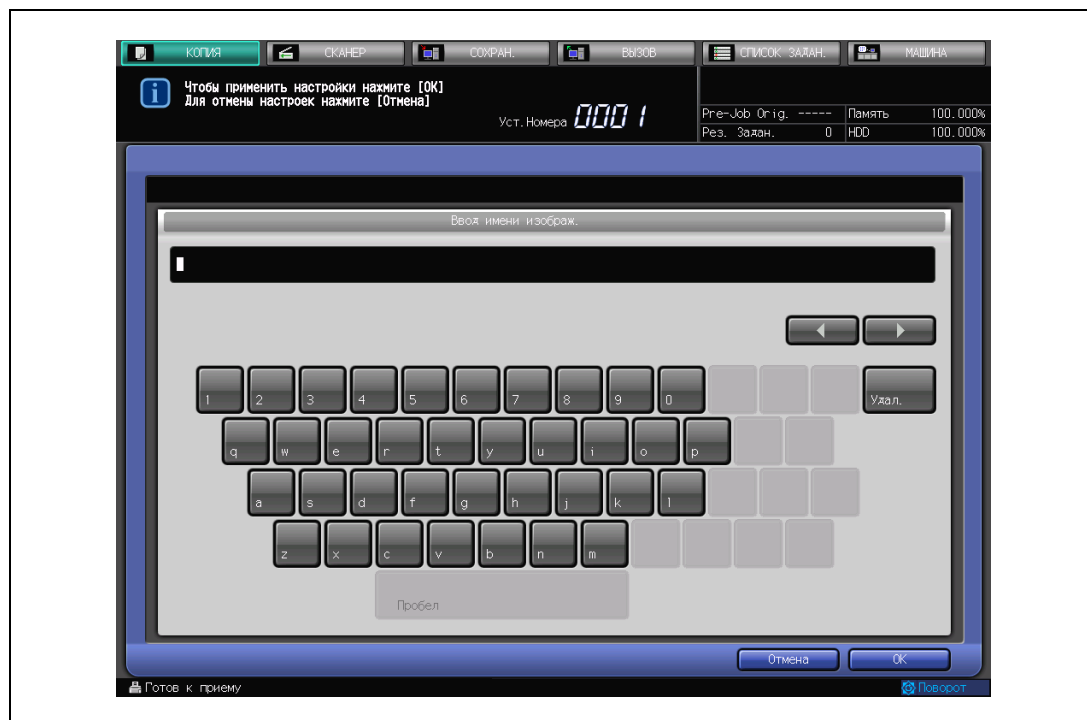 КОПИЯ СКАНЕР СОХРАН. ВЫЗОВ СПИСОК ЗАДАН. МАШИНА
Чтобы применить настройки нажмите [OK]
Для отмены настроек нажмите [Отмена]
Уст.Номера 0001
Pre-Job Orig. ----- Память 100.000%
Рез. Задан. 0 HDD 100.000%
Ввод имени изображ.
1 2 3 4 5 6 7 8 9 0 Удал.
q w e r t y u i o p
a s d f g h j k l
z x c v b n m
Пробел
Отмена OK
Готов к приему Поворот